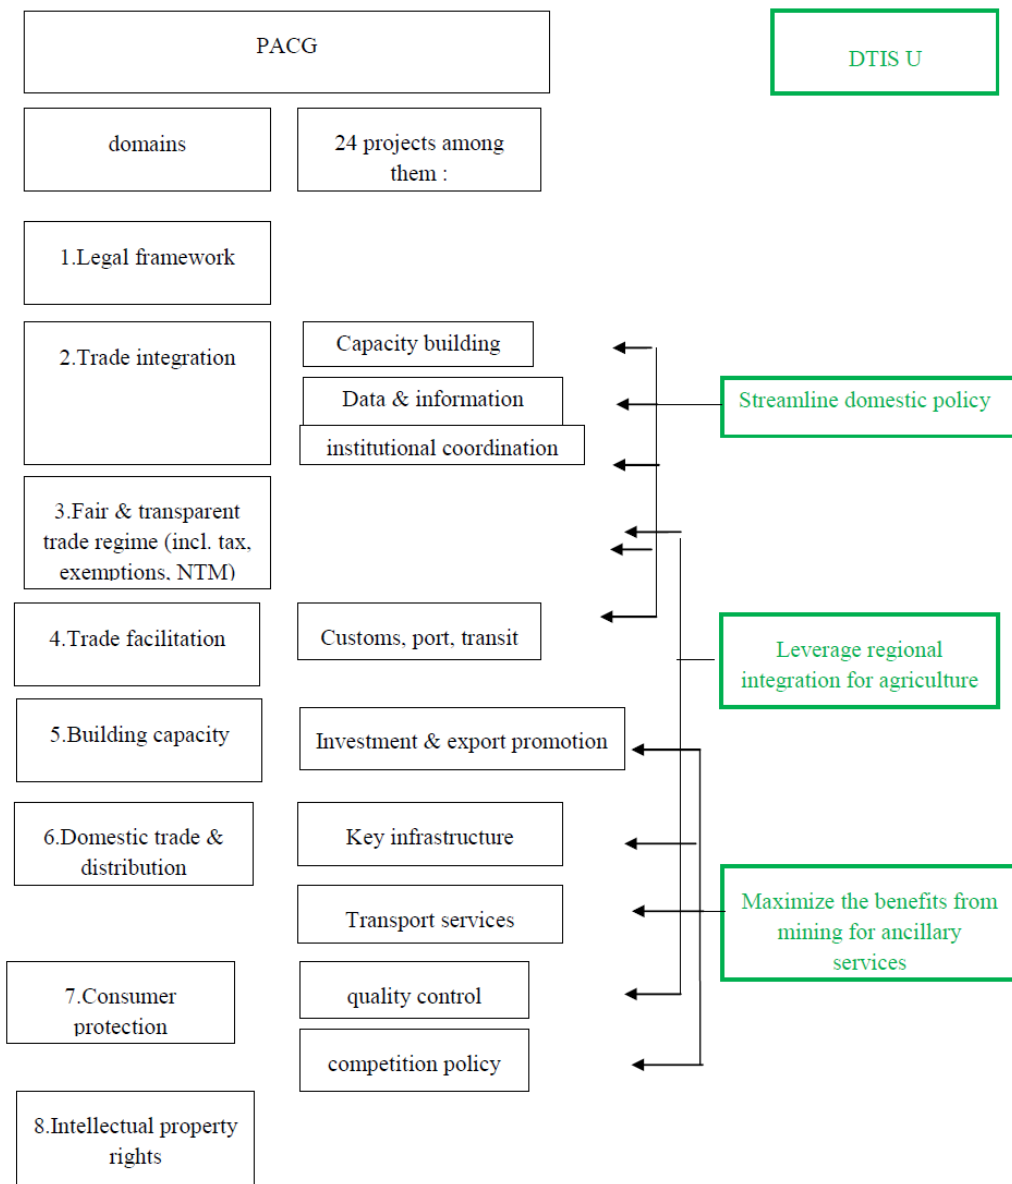 PACG
DTIS U
domains
24 projects among
them :
1.Legal framework
2.Trade integration
Capacity building
Data & information
institutional coordination
Streamline domestic policy
3.Fair & transparent
trade regime (incl. tax,
exemptions, NTM)
4.Trade facilitation
Customs, port, transit
Leverage regional
integration for agriculture
5.Building capacity
Investment & export promotion
6.Domestic trade &
distribution
Key infrastructure
Transport services
Maximize the benefits from
mining for ancillary
services
7.Consumer
protection
quality control
competition policy
8.Intellectual property
rights